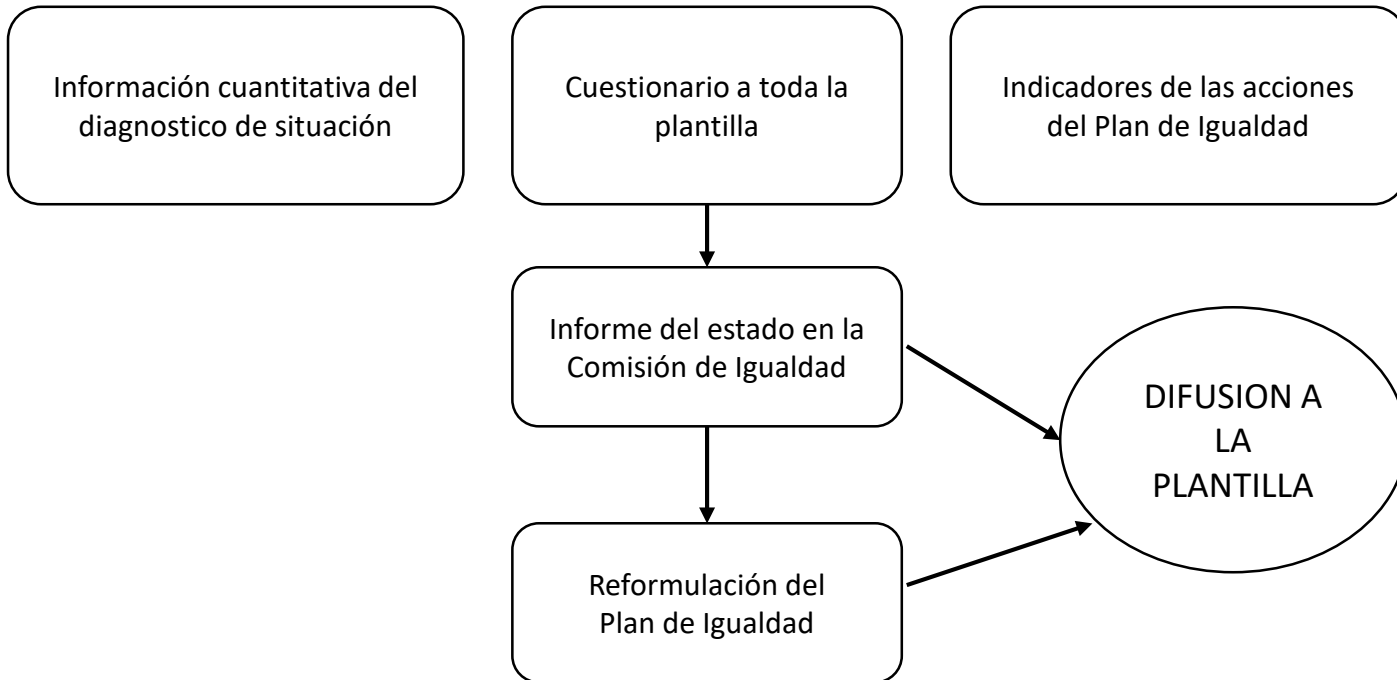 Información cuantitativa del
diagnostico de situación
Cuestionario a toda la
plantilla
Indicadores de las acciones
del Plan de Igualdad
Informe del estado en la
Comisión de Igualdad
DIFUSION A
LA
PLANTILLA
Reformulación del
Plan de Igualdad